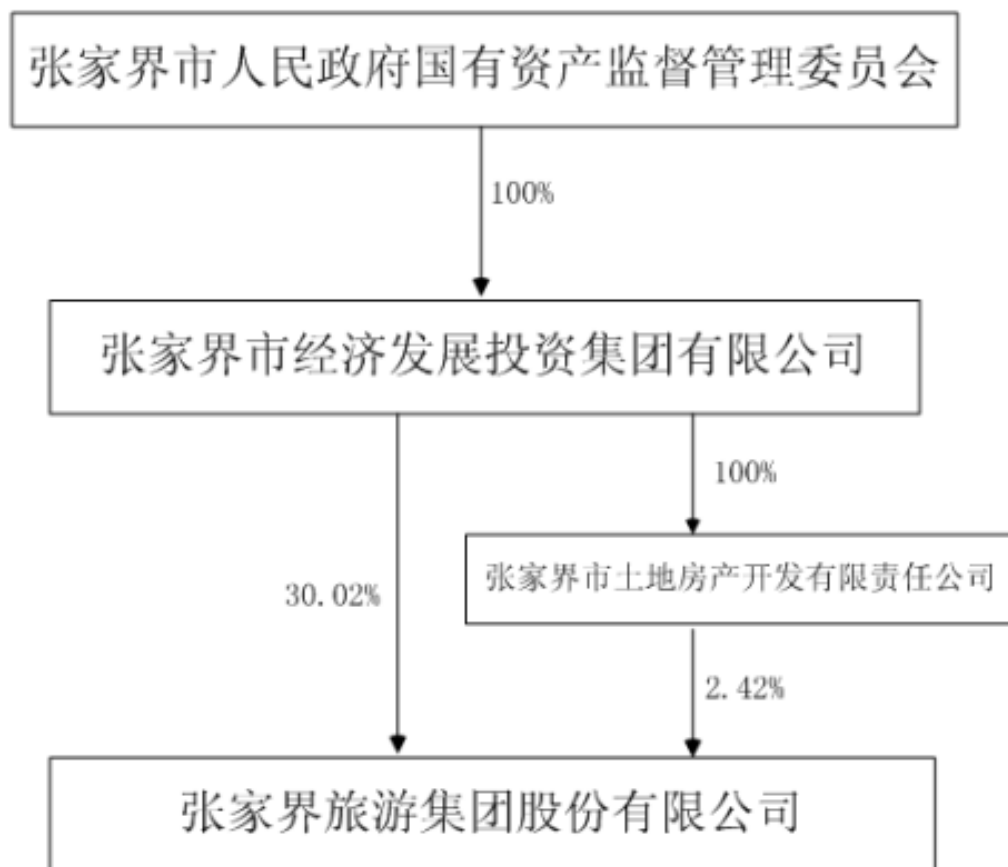 张家界市人民政府国有资产监督管理委员会
100%
张家界市经济发展投资集团有限公司
100%
张家界市土地房产开发有限责任公司
30.02%
2.42%
张家界旅游集团股份有限公司